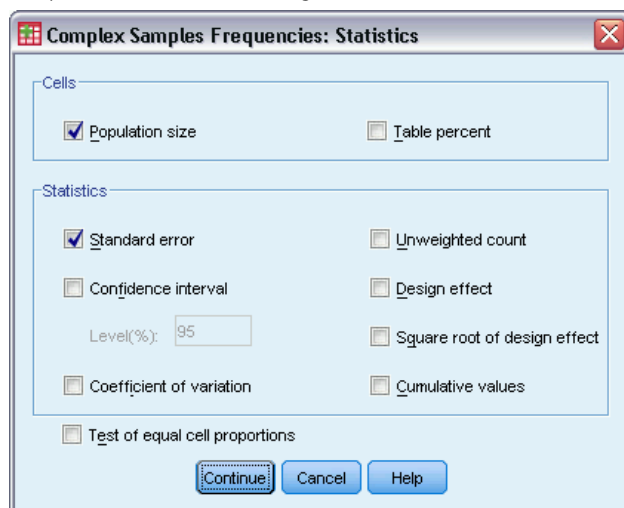 Complex Samples Frequencies: Statistics
Cells
Population size
Table percent
Statistics
Standard error
Unweighted count
Confidence interval
Design effect
Level(%): 95
Square root of design effect
Coefficient of variation
Cumulative values
Test of equal cell proportions
Continue Cancel Help